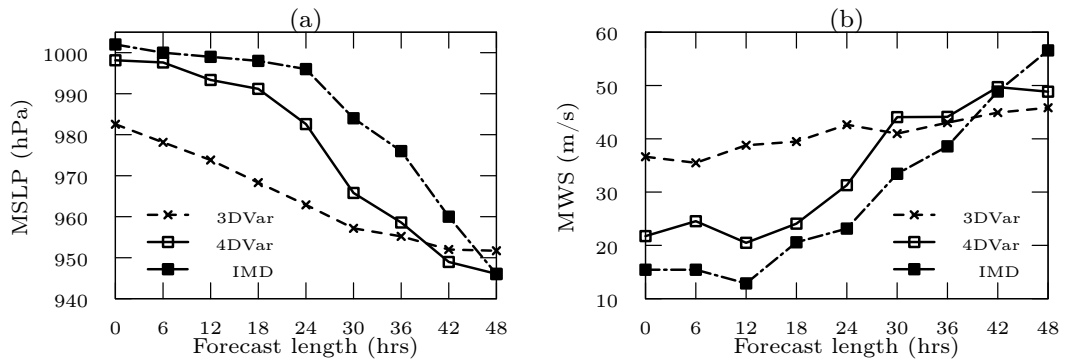 (a)
MSLP (hPa)
1000
990
980
970
960
950
940
3DVar
4DVar
IMD
0 6 12 18 24 30 36 42 48
Forecast length (hrs)
(b)
MWS (m/s)
60
50
40
30
20
10
3DVar
4DVar
IMD
0 6 12 18 24 30 36 42 48
Forecast length (hrs)